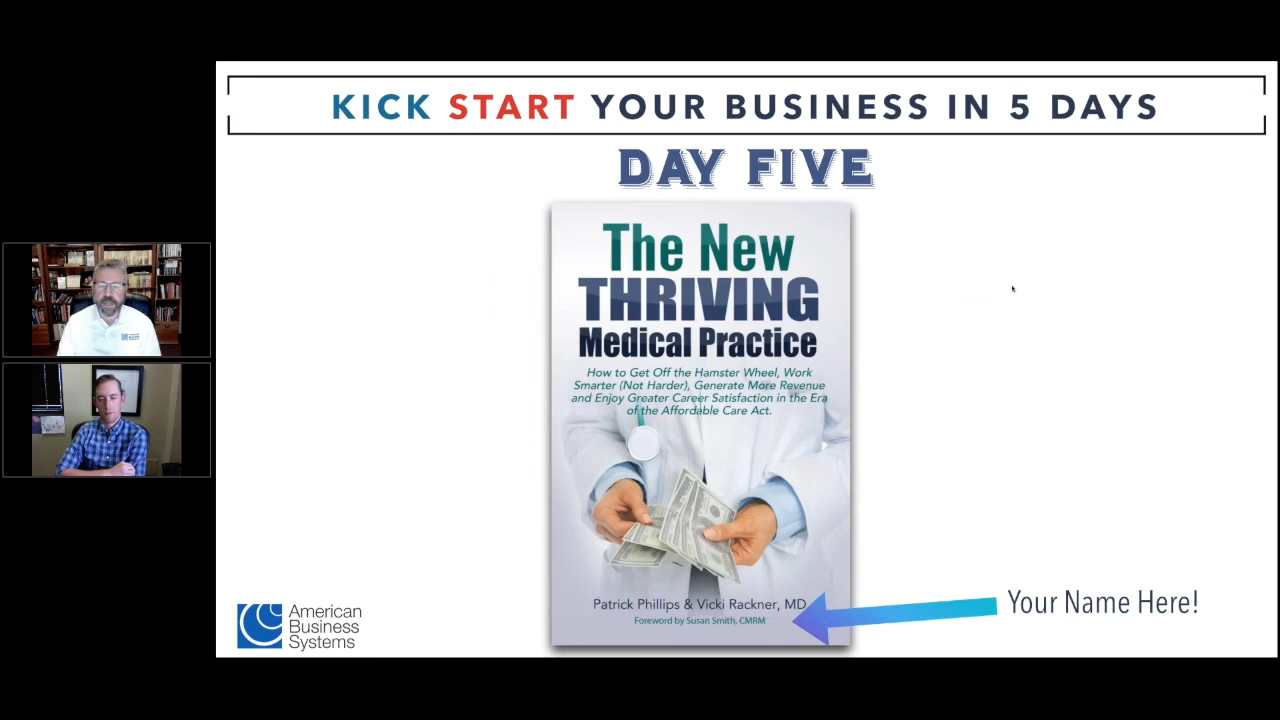 KICK START YOUR BUSINESS IN 5 DAYS
DAY FIVE
The New
THRIVING
Medical Practice
How to Get Off the Hamster Wheel, Work
Smarter (Not Harder), Generate More Revenue
and Enjoy Greater Career Satisfaction in the Era
of the Affordable Care Act.
Patrick Phillips & Vicki Rackner, MD
Foreword by Susan Smith, CMRM
Your Name Here!
American
Business
Systems